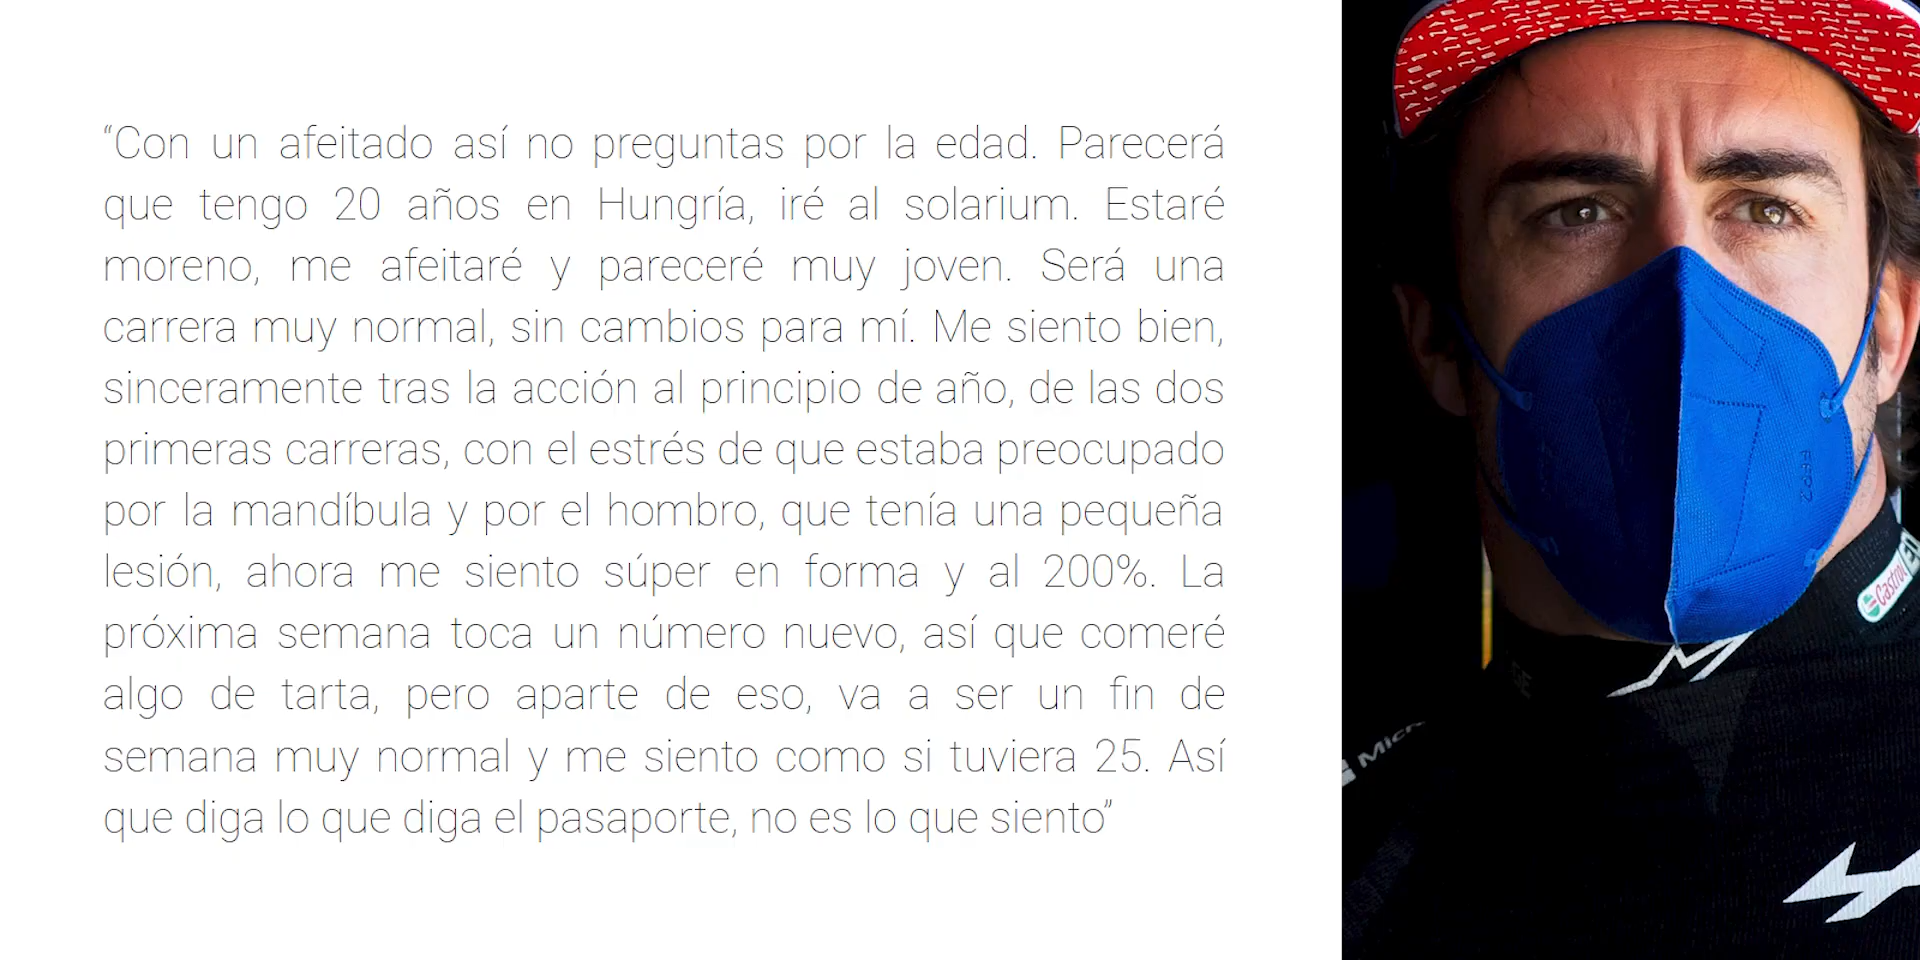 “Con un afeitado así no preguntas por la edad. Parecerá
que tengo 20 años en Hungría, iré al solarium. Estaré
moreno, me afeitaré y pareceré muy joven. Será una
carrera muy normal, sin cambios para mí. Me siento bien,
sinceramente tras la acción al principio de año, de las dos
primeras carreras, con el estrés de que estaba preocupado
por la mandíbula y por el hombro, que tenía una pequeña
lesión, ahora me siento súper en forma y al 200%. La
próxima semana toca un número nuevo, así que comeré
algo de tarta, pero aparte de eso, va a ser un fin de
semana muy normal y me siento como si tuviera 25. Así
que diga lo que diga el pasaporte, no es lo que siento”
FFP2
Castrol